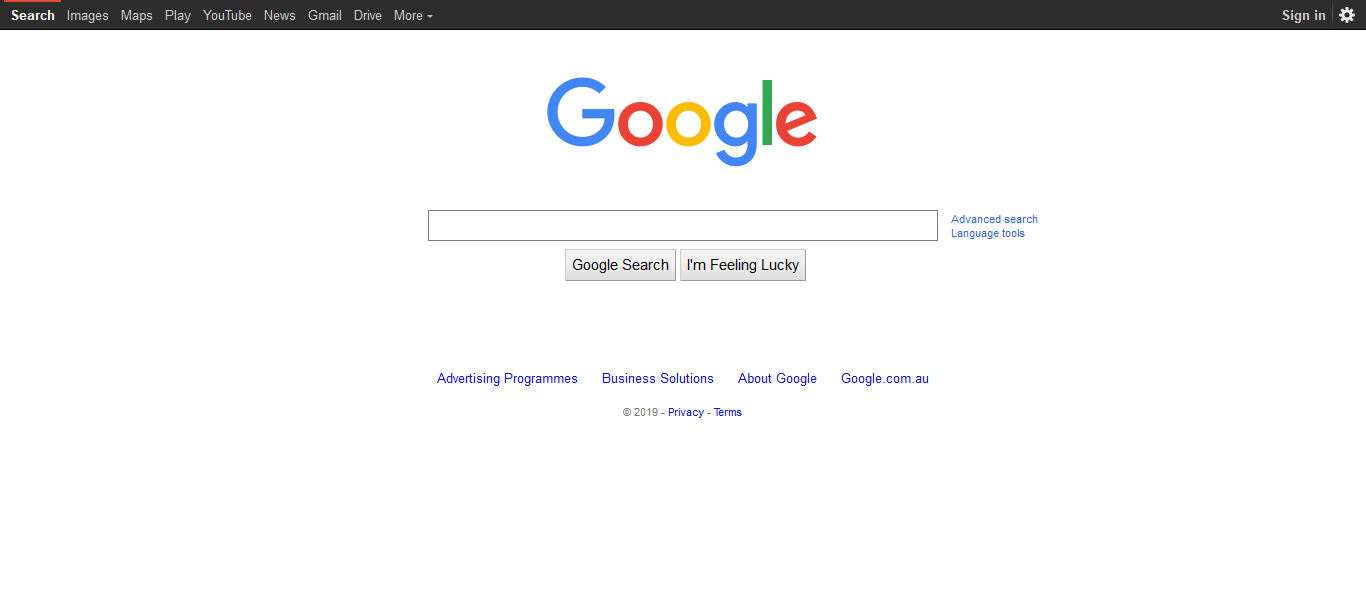 Search Images Maps Play YouTube News Gmail Drive More Sign in
Google
Advanced search
Language tools
Google Search I'm Feeling Lucky
Advertising Programmes Business Solutions About Google Google.com.au
© 2019 - Privacy - Terms